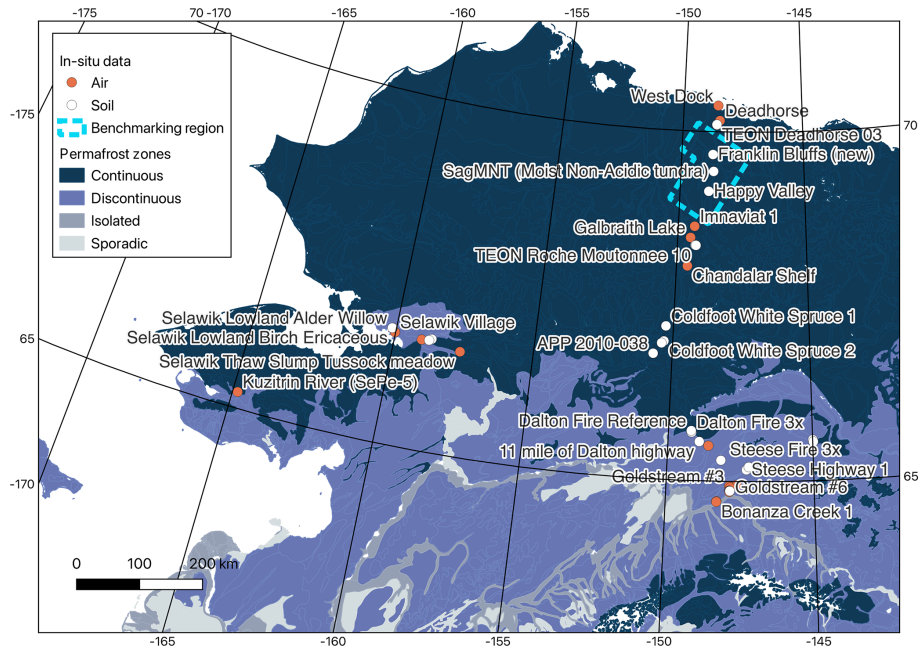 -175
70
-170
-165
-160
-155
-150
-145
In-situ data
Air
Soil
Benchmarking region
Permafrost zones
Continuous
Discontinuous
Isolated
Sporadic
-175
70
West Dock
Deadhorse
TEON Deadhorse 03
Franklin Bluffs (new)
SagMNT (Moist Non-Acidic tundra)
Happy Valley
Imnaviat 1
Galbraith Lake
TEON Roche Moutonnee 10
Chandalar Shelf
Selawik Lowland Alder Willow
Selawik Village
Coldfoot White Spruce 1
65
Selawik Lowland Birch Ericaceous
APP 2010-038
Coldfoot White Spruce 2
Selawik Thaw Slump Tussock meadow
Kuzitrin River (SePe-5)
Dalton Fire Reference
Dalton Fire 3x
11 mile of Dalton highway
Steese Fire 3x
Steese Highway 1
Goldstream #3
65
-170
Goldstream #6
Bonanza Creek 1
0 100 200 km
-165
-160
-155
-150
-145